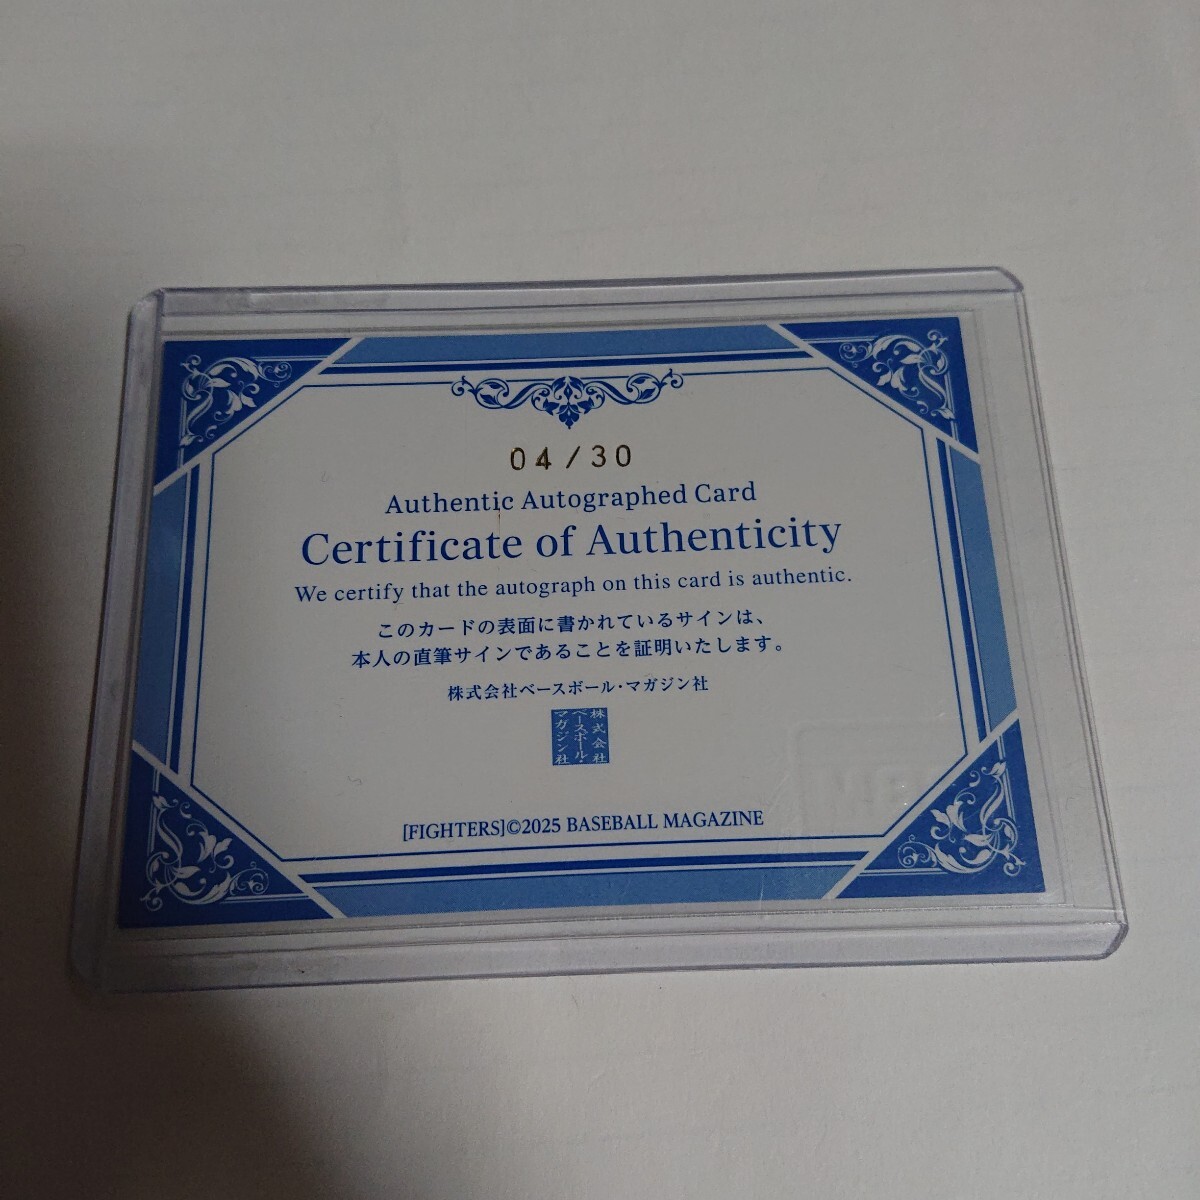 04/30
Authentic Autographed Card
Certificate of Authenticity
We certify that the autograph on this card is authentic.
このカードの表面に書かれているサインは、
本人の直筆サインであることを証明いたします。
株式会社ベースボール・マガジン社
株式会社
ベースボール・
マガジン社
[FIGHTERS]©2025 BASEBALL MAGAZINE